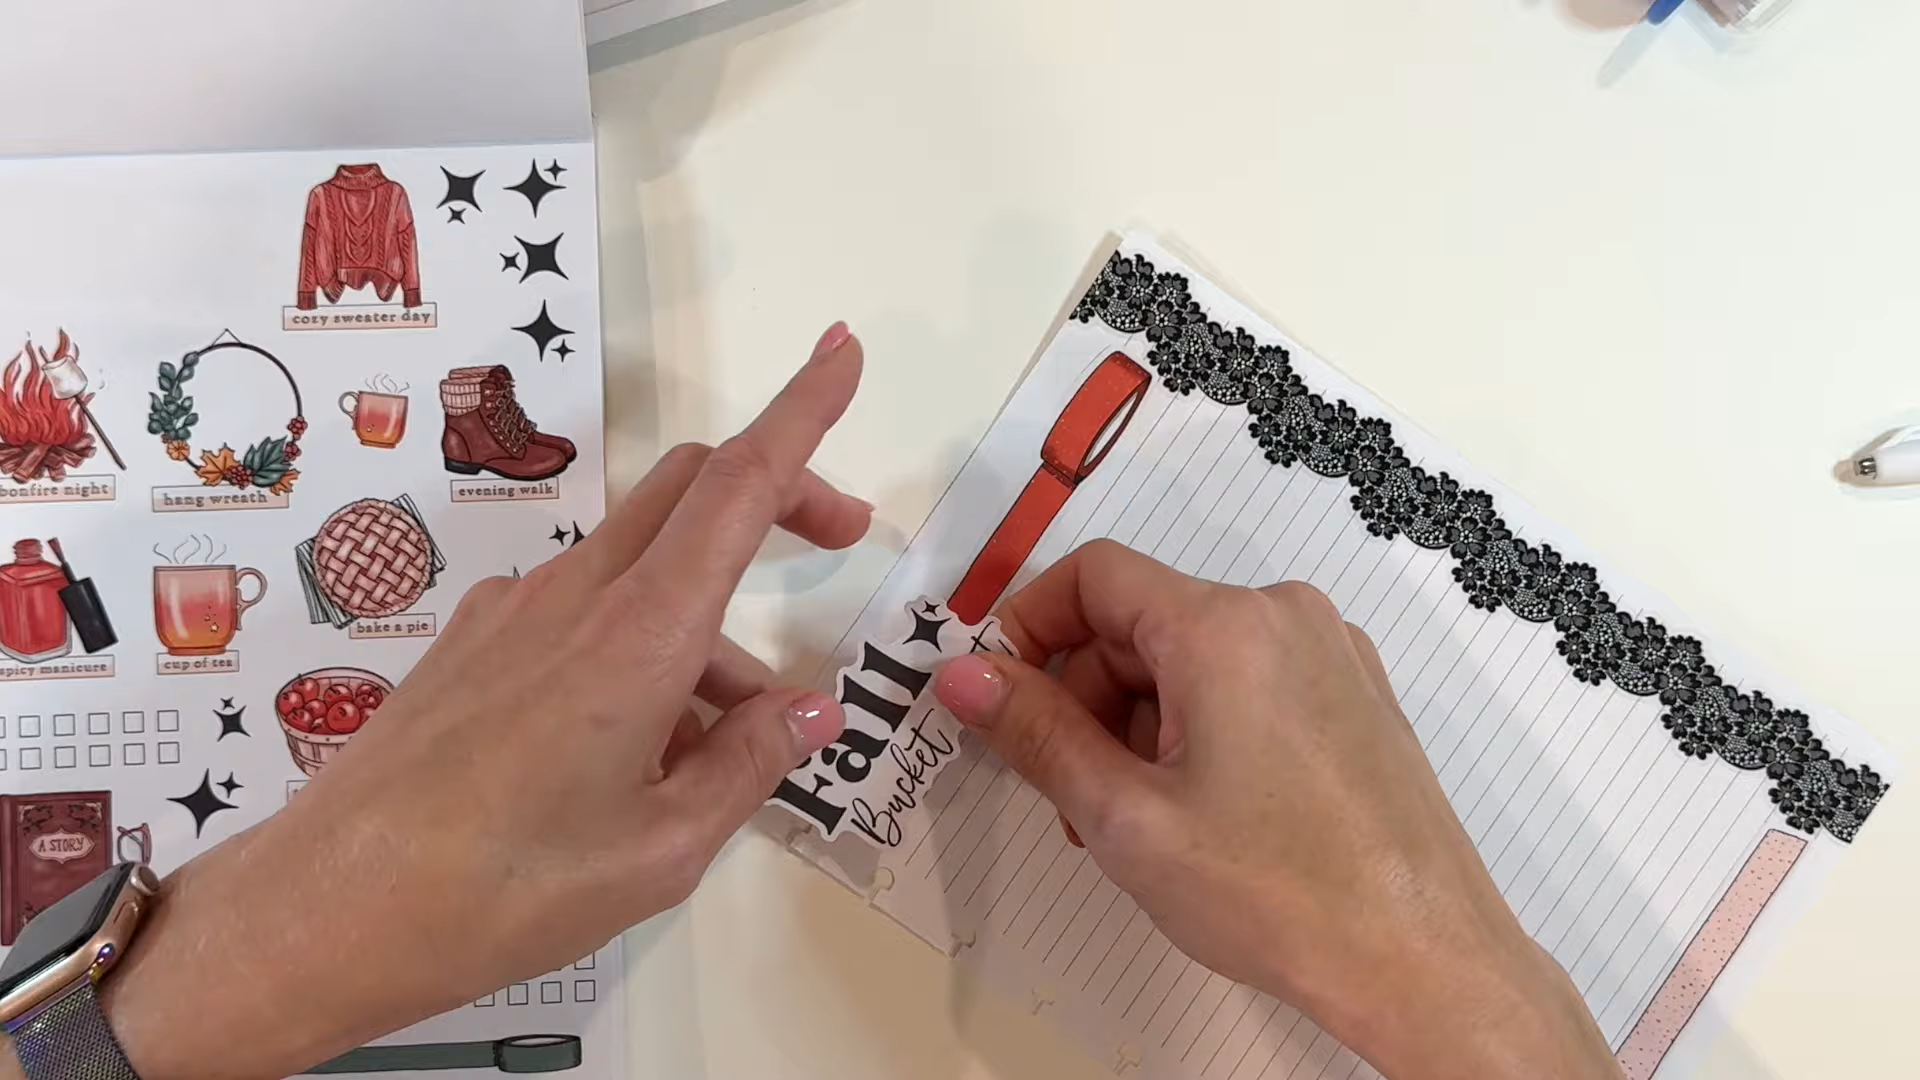 cozy sweater day
bonfire night
hang wreath
evening walk
bake a pie
spicy manicure
cup of tea
A STORY
Fall
Bucket